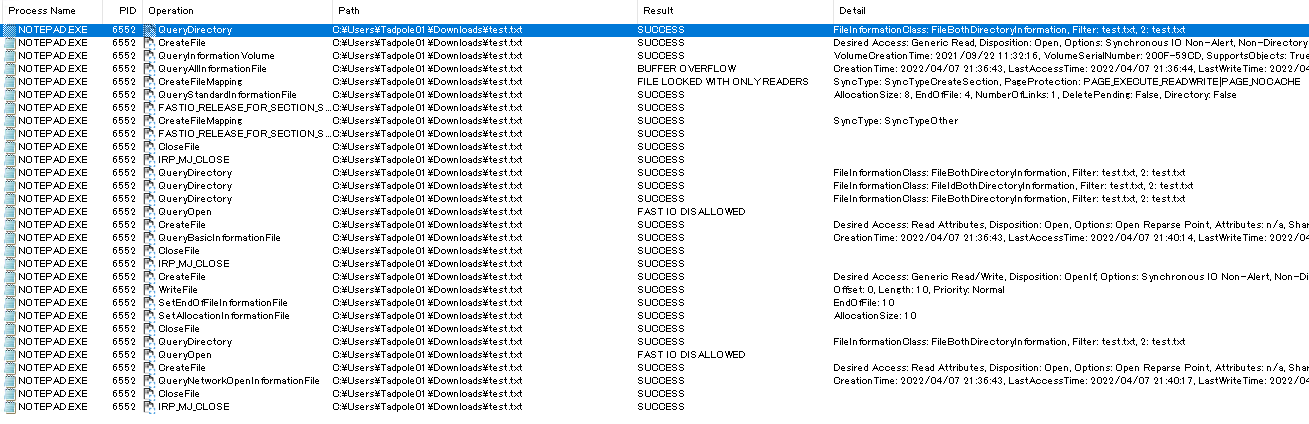 Process Name PID Operation Path Result Detail
NOTEPAD.EXE 6552 QueryDirectory C:¥Users¥Tadpole01¥Downloads¥test.txt SUCCESS FileInformationClass: FileBothDirectoryInformation, Filter: test.txt, 2: test.txt
NOTEPAD.EXE 6552 CreateFile C:¥Users¥Tadpole01¥Downloads¥test.txt SUCCESS Desired Access: Generic Read, Disposition: Open, Options: Synchronous IO Non-Alert, Non-Directory
NOTEPAD.EXE 6552 QueryInformationVolume C:¥Users¥Tadpole01¥Downloads¥test.txt SUCCESS VolumeCreationTime: 2021/09/22 11:32:16, VolumeSerialNumber: 200F-59CD, SupportsObjects: True
NOTEPAD.EXE 6552 QueryAllInformationFile C:¥Users¥Tadpole01¥Downloads¥test.txt BUFFER OVERFLOW CreationTime: 2022/04/07 21:36:43, LastAccessTime: 2022/04/07 21:36:44, LastWriteTime: 2022/04
NOTEPAD.EXE 6552 CreateFileMapping C:¥Users¥Tadpole01¥Downloads¥test.txt FILE LOCKED WITH ONLY READERS SyncType: SyncTypeCreateSection, PageProtection: PAGE_EXECUTE_READWRITE|PAGE_NOCACHE
NOTEPAD.EXE 6552 QueryStandardInformationFile C:¥Users¥Tadpole01¥Downloads¥test.txt SUCCESS AllocationSize: 8, EndOfFile: 4, NumberOfLinks: 1, DeletePending: False, Directory: False
NOTEPAD.EXE 6552 FASTIO_RELEASE_FOR_SECTION_S... C:¥Users¥Tadpole01¥Downloads¥test.txt SUCCESS
NOTEPAD.EXE 6552 CreateFileMapping C:¥Users¥Tadpole01¥Downloads¥test.txt SUCCESS SyncType: SyncTypeOther
NOTEPAD.EXE 6552 FASTIO_RELEASE_FOR_SECTION_S... C:¥Users¥Tadpole01¥Downloads¥test.txt SUCCESS
NOTEPAD.EXE 6552 CloseFile C:¥Users¥Tadpole01¥Downloads¥test.txt SUCCESS
NOTEPAD.EXE 6552 IRP_MJ_CLOSE C:¥Users¥Tadpole01¥Downloads¥test.txt SUCCESS
NOTEPAD.EXE 6552 QueryDirectory C:¥Users¥Tadpole01¥Downloads¥test.txt SUCCESS FileInformationClass: FileBothDirectoryInformation, Filter: test.txt, 2: test.txt
NOTEPAD.EXE 6552 QueryDirectory C:¥Users¥Tadpole01¥Downloads¥test.txt SUCCESS FileInformationClass: FileIdBothDirectoryInformation, Filter: test.txt, 2: test.txt
NOTEPAD.EXE 6552 QueryDirectory C:¥Users¥Tadpole01¥Downloads¥test.txt SUCCESS FileInformationClass: FileBothDirectoryInformation, Filter: test.txt, 2: test.txt
NOTEPAD.EXE 6552 QueryOpen C:¥Users¥Tadpole01¥Downloads¥test.txt FAST IO DISALLOWED
NOTEPAD.EXE 6552 CreateFile C:¥Users¥Tadpole01¥Downloads¥test.txt SUCCESS Desired Access: Read Attributes, Disposition: Open, Options: Open Reparse Point, Attributes: n/a, Shar
NOTEPAD.EXE 6552 QueryBasicInformationFile C:¥Users¥Tadpole01¥Downloads¥test.txt SUCCESS CreationTime: 2022/04/07 21:36:43, LastAccessTime: 2022/04/07 21:40:14, LastWriteTime: 2022/04
NOTEPAD.EXE 6552 CloseFile C:¥Users¥Tadpole01¥Downloads¥test.txt SUCCESS
NOTEPAD.EXE 6552 IRP_MJ_CLOSE C:¥Users¥Tadpole01¥Downloads¥test.txt SUCCESS
NOTEPAD.EXE 6552 CreateFile C:¥Users¥Tadpole01¥Downloads¥test.txt SUCCESS Desired Access: Generic Read/Write, Disposition: OpenIf, Options: Synchronous IO Non-Alert, Non-Di
NOTEPAD.EXE 6552 WriteFile C:¥Users¥Tadpole01¥Downloads¥test.txt SUCCESS Offset: 0, Length: 10, Priority: Normal
NOTEPAD.EXE 6552 SetEndOfFileInformationFile C:¥Users¥Tadpole01¥Downloads¥test.txt SUCCESS EndOfFile: 10
NOTEPAD.EXE 6552 SetAllocationInformationFile C:¥Users¥Tadpole01¥Downloads¥test.txt SUCCESS AllocationSize: 10
NOTEPAD.EXE 6552 CloseFile C:¥Users¥Tadpole01¥Downloads¥test.txt SUCCESS
NOTEPAD.EXE 6552 QueryDirectory C:¥Users¥Tadpole01¥Downloads¥test.txt SUCCESS FileInformationClass: FileBothDirectoryInformation, Filter: test.txt, 2: test.txt
NOTEPAD.EXE 6552 QueryOpen C:¥Users¥Tadpole01¥Downloads¥test.txt FAST IO DISALLOWED
NOTEPAD.EXE 6552 CreateFile C:¥Users¥Tadpole01¥Downloads¥test.txt SUCCESS Desired Access: Read Attributes, Disposition: Open, Options: Open Reparse Point, Attributes: n/a, Shar
NOTEPAD.EXE 6552 QueryNetworkOpenInformationFile C:¥Users¥Tadpole01¥Downloads¥test.txt SUCCESS CreationTime: 2022/04/07 21:36:43, LastAccessTime: 2022/04/07 21:40:17, LastWriteTime: 2022/04
NOTEPAD.EXE 6552 CloseFile C:¥Users¥Tadpole01¥Downloads¥test.txt SUCCESS
NOTEPAD.EXE 6552 IRP_MJ_CLOSE C:¥Users¥Tadpole01¥Downloads¥test.txt SUCCESS